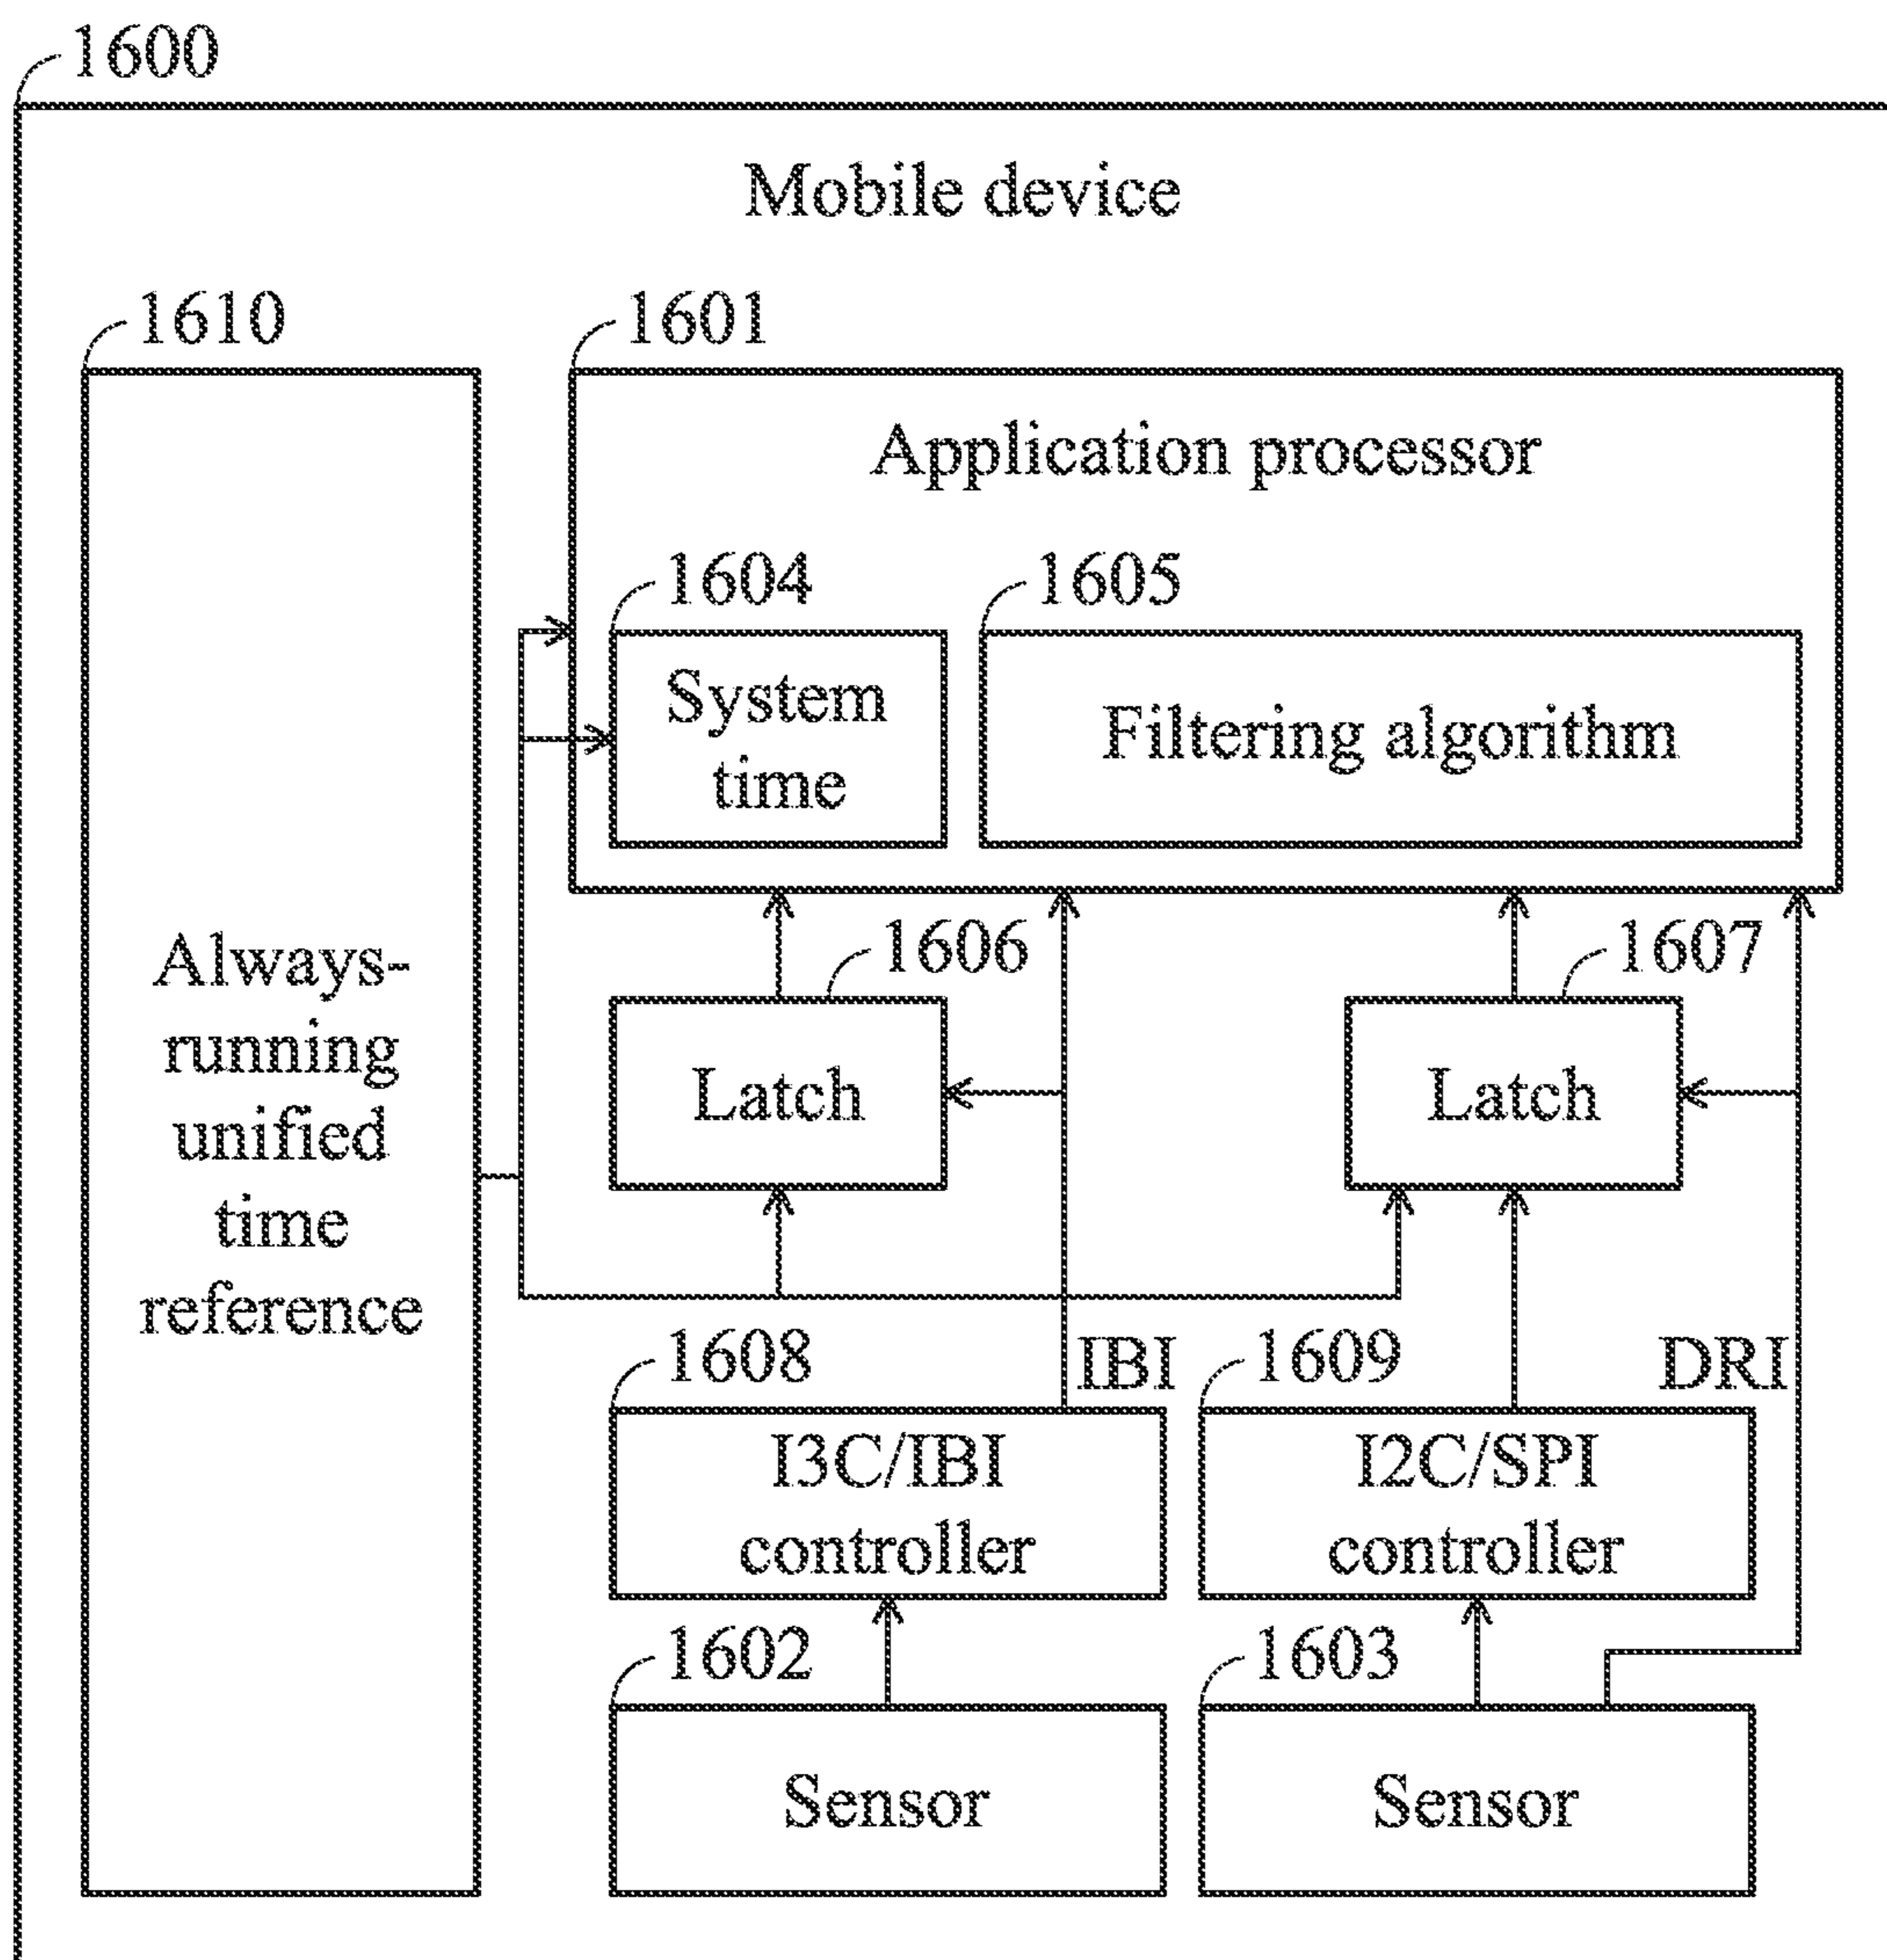 1600
Mobile device
1610
1601
Application processor
1604
1605
System
time
Filtering algorithm
1606
1607
Always-
running
unified
time
reference
Latch
Latch
1608
IBI
1609
DRI
I3C/IBI
controller
I2C/SPI
controller
1602
1603
Sensor
Sensor